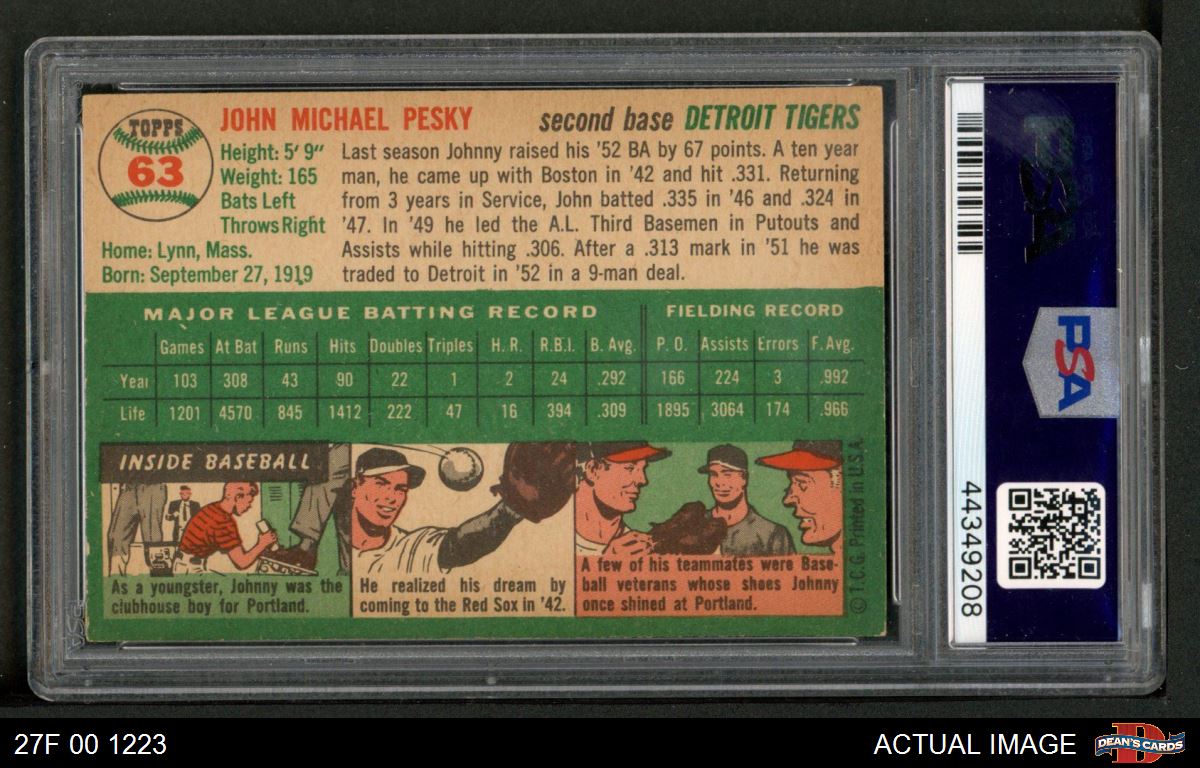 TOPPS
63
JOHN MICHAEL PESKY second base DETROIT TIGERS
Height: 5' 9"
Weight: 165
Bats Left
Throws Right
Home: Lynn, Mass.
Born: September 27, 1919
Last season Johnny raised his '52 BA by 67 points. A ten year
man, he came up with Boston in '42 and hit .331. Returning
from 3 years in Service, John batted .335 in '46 and .324 in
'47. In '49 he led the A.L. Third Basemen in Putouts and
Assists while hitting .306. After a .313 mark in '51 he was
traded to Detroit in '52 in a 9-man deal.
MAJOR LEAGUE BATTING RECORD FIELDING RECORD
Games At Bat Runs Hits Doubles Triples H. R. R.B.I. B. Avg. P. O. Assists Errors F. Avg.
Year 103 308 43 90 22 1 2 24 .292 166 224 3 .992
Life 1201 4570 845 1412 222 47 16 394 .309 1895 3064 174 .966
INSIDE BASEBALL
As a youngster, Johnny was the
clubhouse boy for Portland.
He realized his dream by
coming to the Red Sox in '42.
A few of his teammates were Base-
ball veterans whose shoes Johnny
once shined at Portland.
© T.C.G. Printed in U.S.A.
PSA
44349208
27F 00 1223
ACTUAL IMAGE
D
DEAN'S CARDS